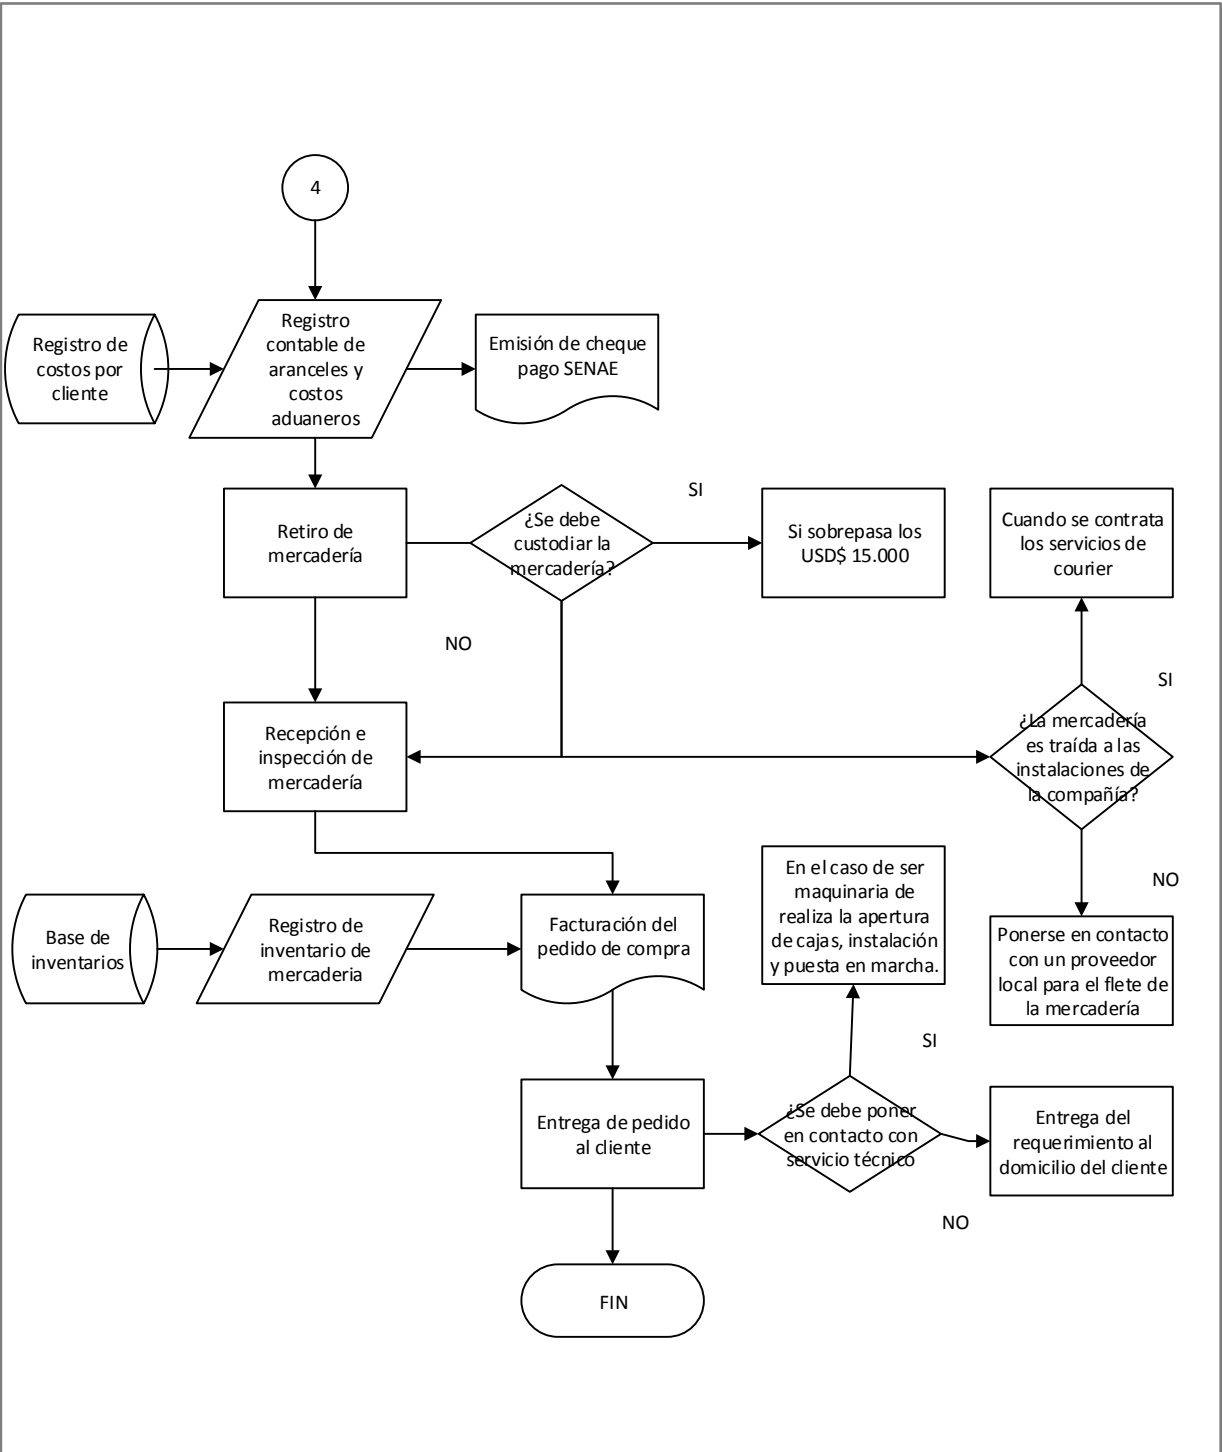 4
Registro de
costos por
cliente
Registro
contable de
aranceles y
costos
aduaneros
Emisión de cheque
pago SENAE
Retiro de
mercadería
¿Se debe
custodiar la
mercadería?
SI
Si sobrepasa los
USD$ 15.000
Cuando se contrata
los servicios de
courier
NO
SI
Recepción e
inspección de
mercadería
¿La mercadería
es traída a las
instalaciones de
la compañía?
NO
En el caso de ser
maquinaria de
realiza la apertura
de cajas, instalación
y puesta en marcha.
Base de
inventarios
Registro de
inventario de
mercaderia
Facturación del
pedido de compra
Ponerse en contacto
con un proveedor
local para el flete de
la mercadería
SI
Entrega de pedido
al cliente
¿Se debe poner
en contacto con
servicio técnico
Entrega del
requerimiento al
domicilio del cliente
NO
FIN